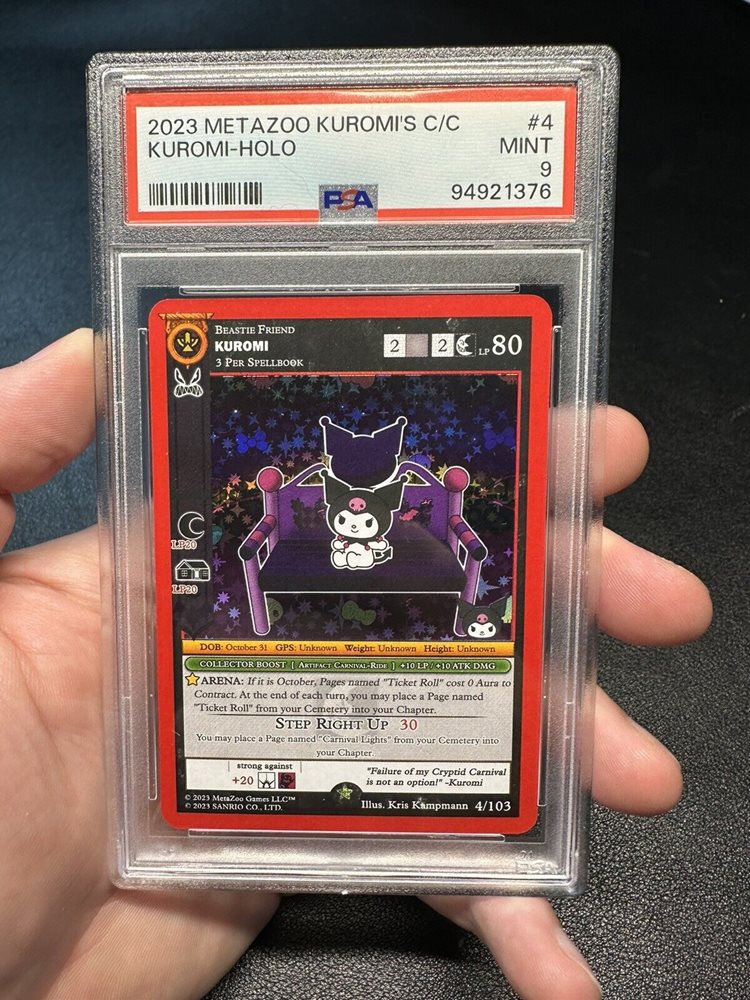 2023 METAZOO KUROMI'S C/C #4
KUROMI-HOLO MINT
9
PSA 94921376
BEASTIE FRIEND
KUROMI
3 PER SPELLBOOK
2 2 LP 80
LP20
LP20
DOB: October 31 GPS: Unknown Weight: Unknown Height: Unknown
COLLECTOR BOOST [ ARTIFACT CARNIVAL-RIDE ] +10 LP / +10 ATK DMG
ARENA: If it is October, Pages named "Ticket Roll" cost 0 Aura to
Contract. At the end of each turn, you may place a Page named
"Ticket Roll" from your Cemetery into your Chapter.
STEP RIGHT UP 30
You may place a Page named "Carnival Lights" from your Cemetery into
your Chapter.
strong against
+20
"Failure of my Cryptid Carnival
is not an option!" -Kuromi
© 2023 MetaZoo Games LLC™
© 2023 SANRIO CO., LTD.
Illus. Kris Kampmann 4/103